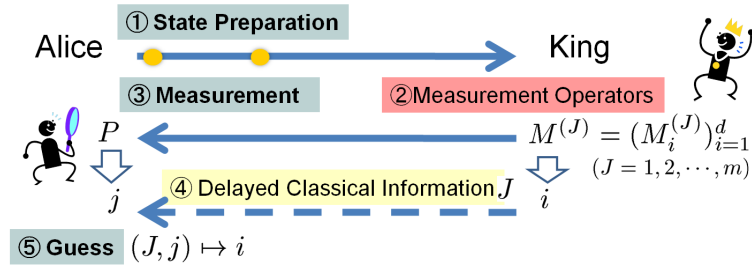 ① State Preparation
Alice King
③ Measurement ②Measurement Operators
P M^{(J)} = (M_i^{(J)})_{i=1}^d
(J = 1, 2, ⋯, m)
j ④ Delayed Classical Information J i
⑤ Guess (J, j) ↦ i